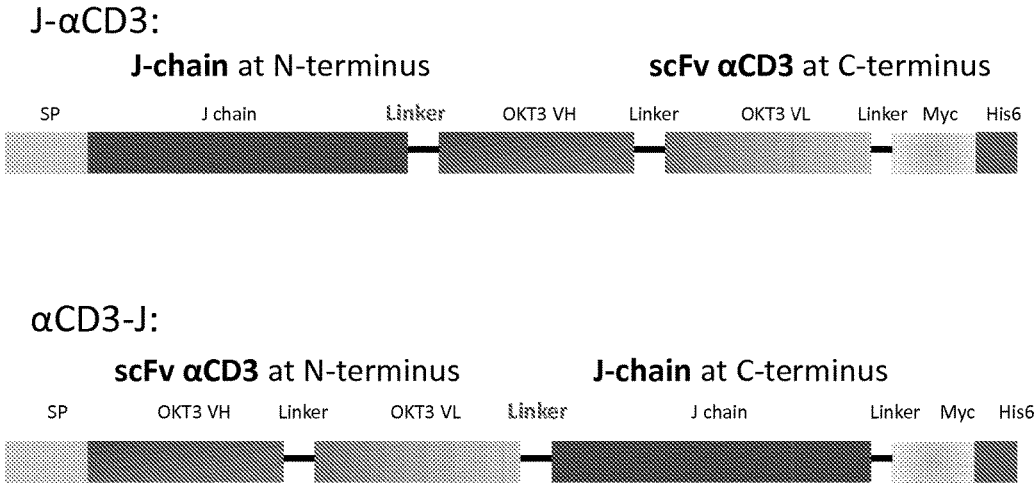 J-αCD3:
J-chain at N-terminus scFv αCD3 at C-terminus
SP J chain Linker OKT3 VH Linker OKT3 VL Linker Myc His6
αCD3-J:
scFv αCD3 at N-terminus J-chain at C-terminus
SP OKT3 VH Linker OKT3 VL Linker J chain Linker Myc His6